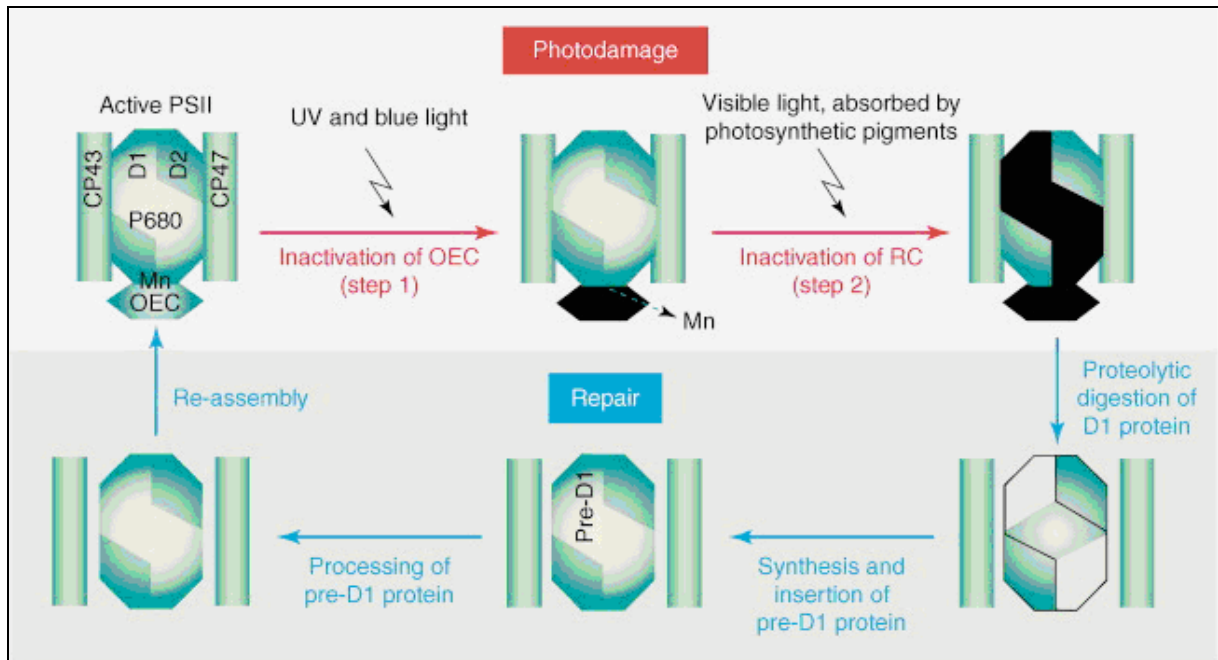 Photodamage
Active PSII
UV and blue light
Visible light, absorbed by
photosynthetic pigments
CP43
D1
D2
CP47
P680
Mn
OEC
Inactivation of OEC
(step 1)
Mn
Inactivation of RC
(step 2)
Re-assembly
Repair
Proteolytic
digestion of
D1 protein
Pre-D1
Processing of
pre-D1 protein
Synthesis and
insertion of
pre-D1 protein